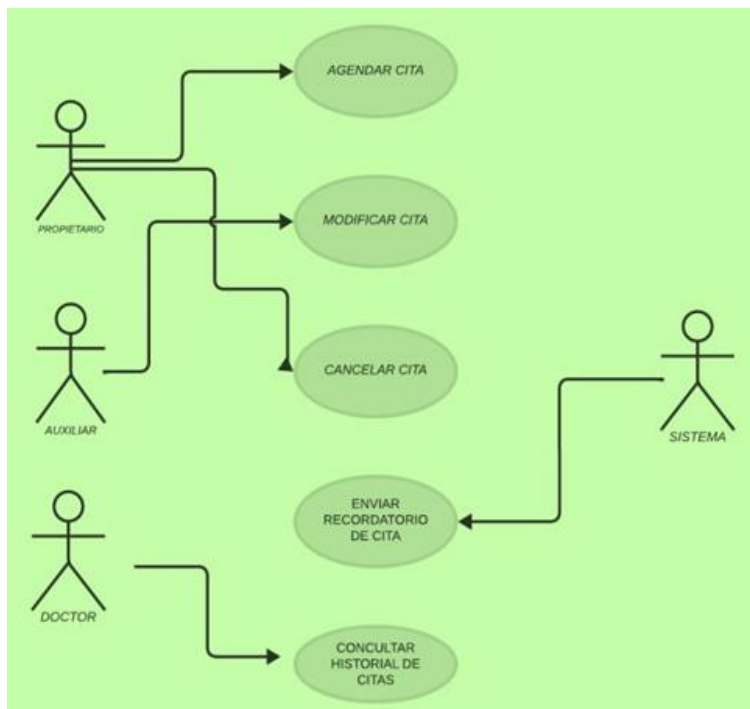 AGENDAR CITA
PROPIETARIO
MODIFICAR CITA
AUXILIAR
CANCELAR CITA
SISTEMA
ENVIAR
RECORDATORIO
DE CITA
DOCTOR
CONCULTAR
HISTORIAL DE
CITAS